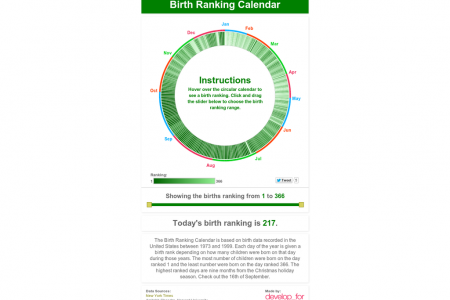 Birth Ranking Calendar
Jan
Feb
Mar
Apr
May
Jun
Jul
Aug
Sep
Oct
Nov
Dec
Instructions
Hover over the circular calendar to
see a birth ranking. Click and drag
the slider below to choose the birth
ranking range.
Ranking:
1 366
Tweet
Showing the births ranking from 1 to 366
Today's birth ranking is 217.
The Birth Ranking Calendar is based on birth data recorded in the
United States between 1973 and 1999. Each day of the year is given a
birth rank depending on how many children were born on that day
during those years. The most number of children were born on the day
ranked 1 and the least number were born on the day ranked 366. The
highest ranked days are nine months from the Christmas holiday
season. Check out the 16th of September.
Data Sources: Made by:
New York Times
develop_for